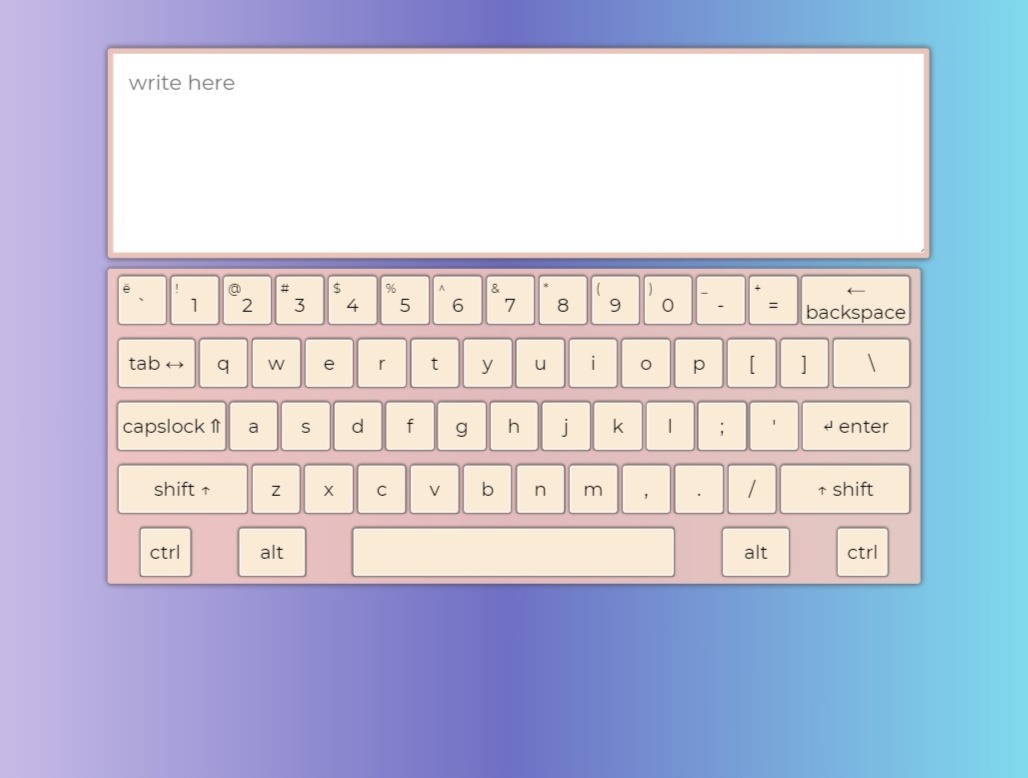 write here
ё ` ! 1 @ 2 # 3 $ 4 % 5 ^ 6 & 7 * 8 ( 9 ) 0 _ - + = ← backspace
tab ↔ q w e r t y u i o p [ ] \
capslock ⇑ a s d f g h j k l ; ' ↵ enter
shift ↑ z x c v b n m , . / ↑ shift
ctrl alt alt ctrl